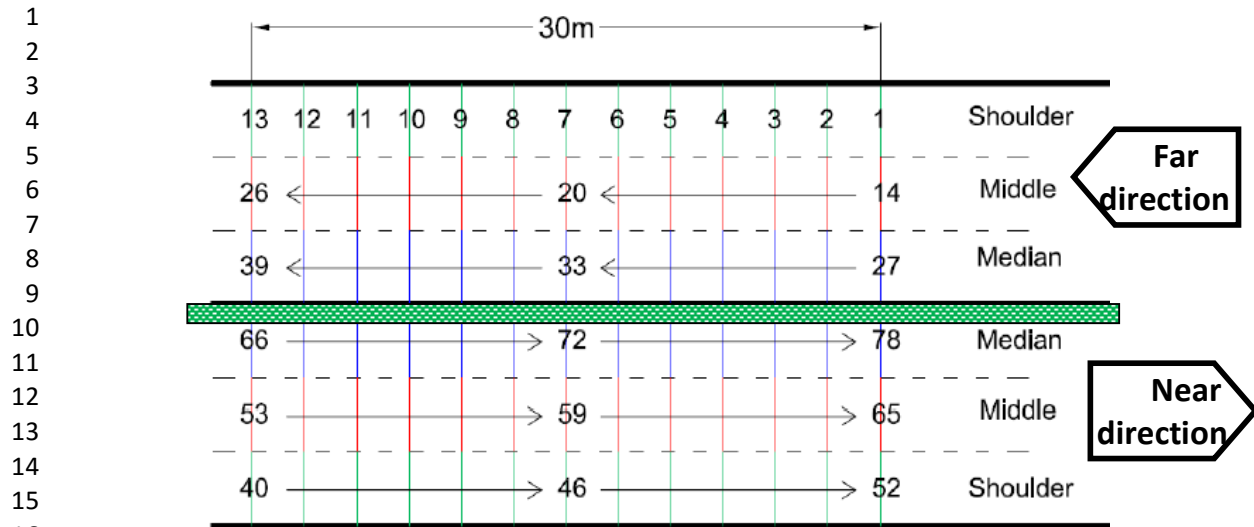 1
30m
2
3
4 13 12 11 10 9 8 7 6 5 4 3 2 1 Shoulder
5 Far
6 26 20 14 Middle direction
7
8 39 33 27 Median
9
10 66 72 78 Median
11
12 Near
53 59 65 Middle direction
13
14
40 46 52 Shoulder
15